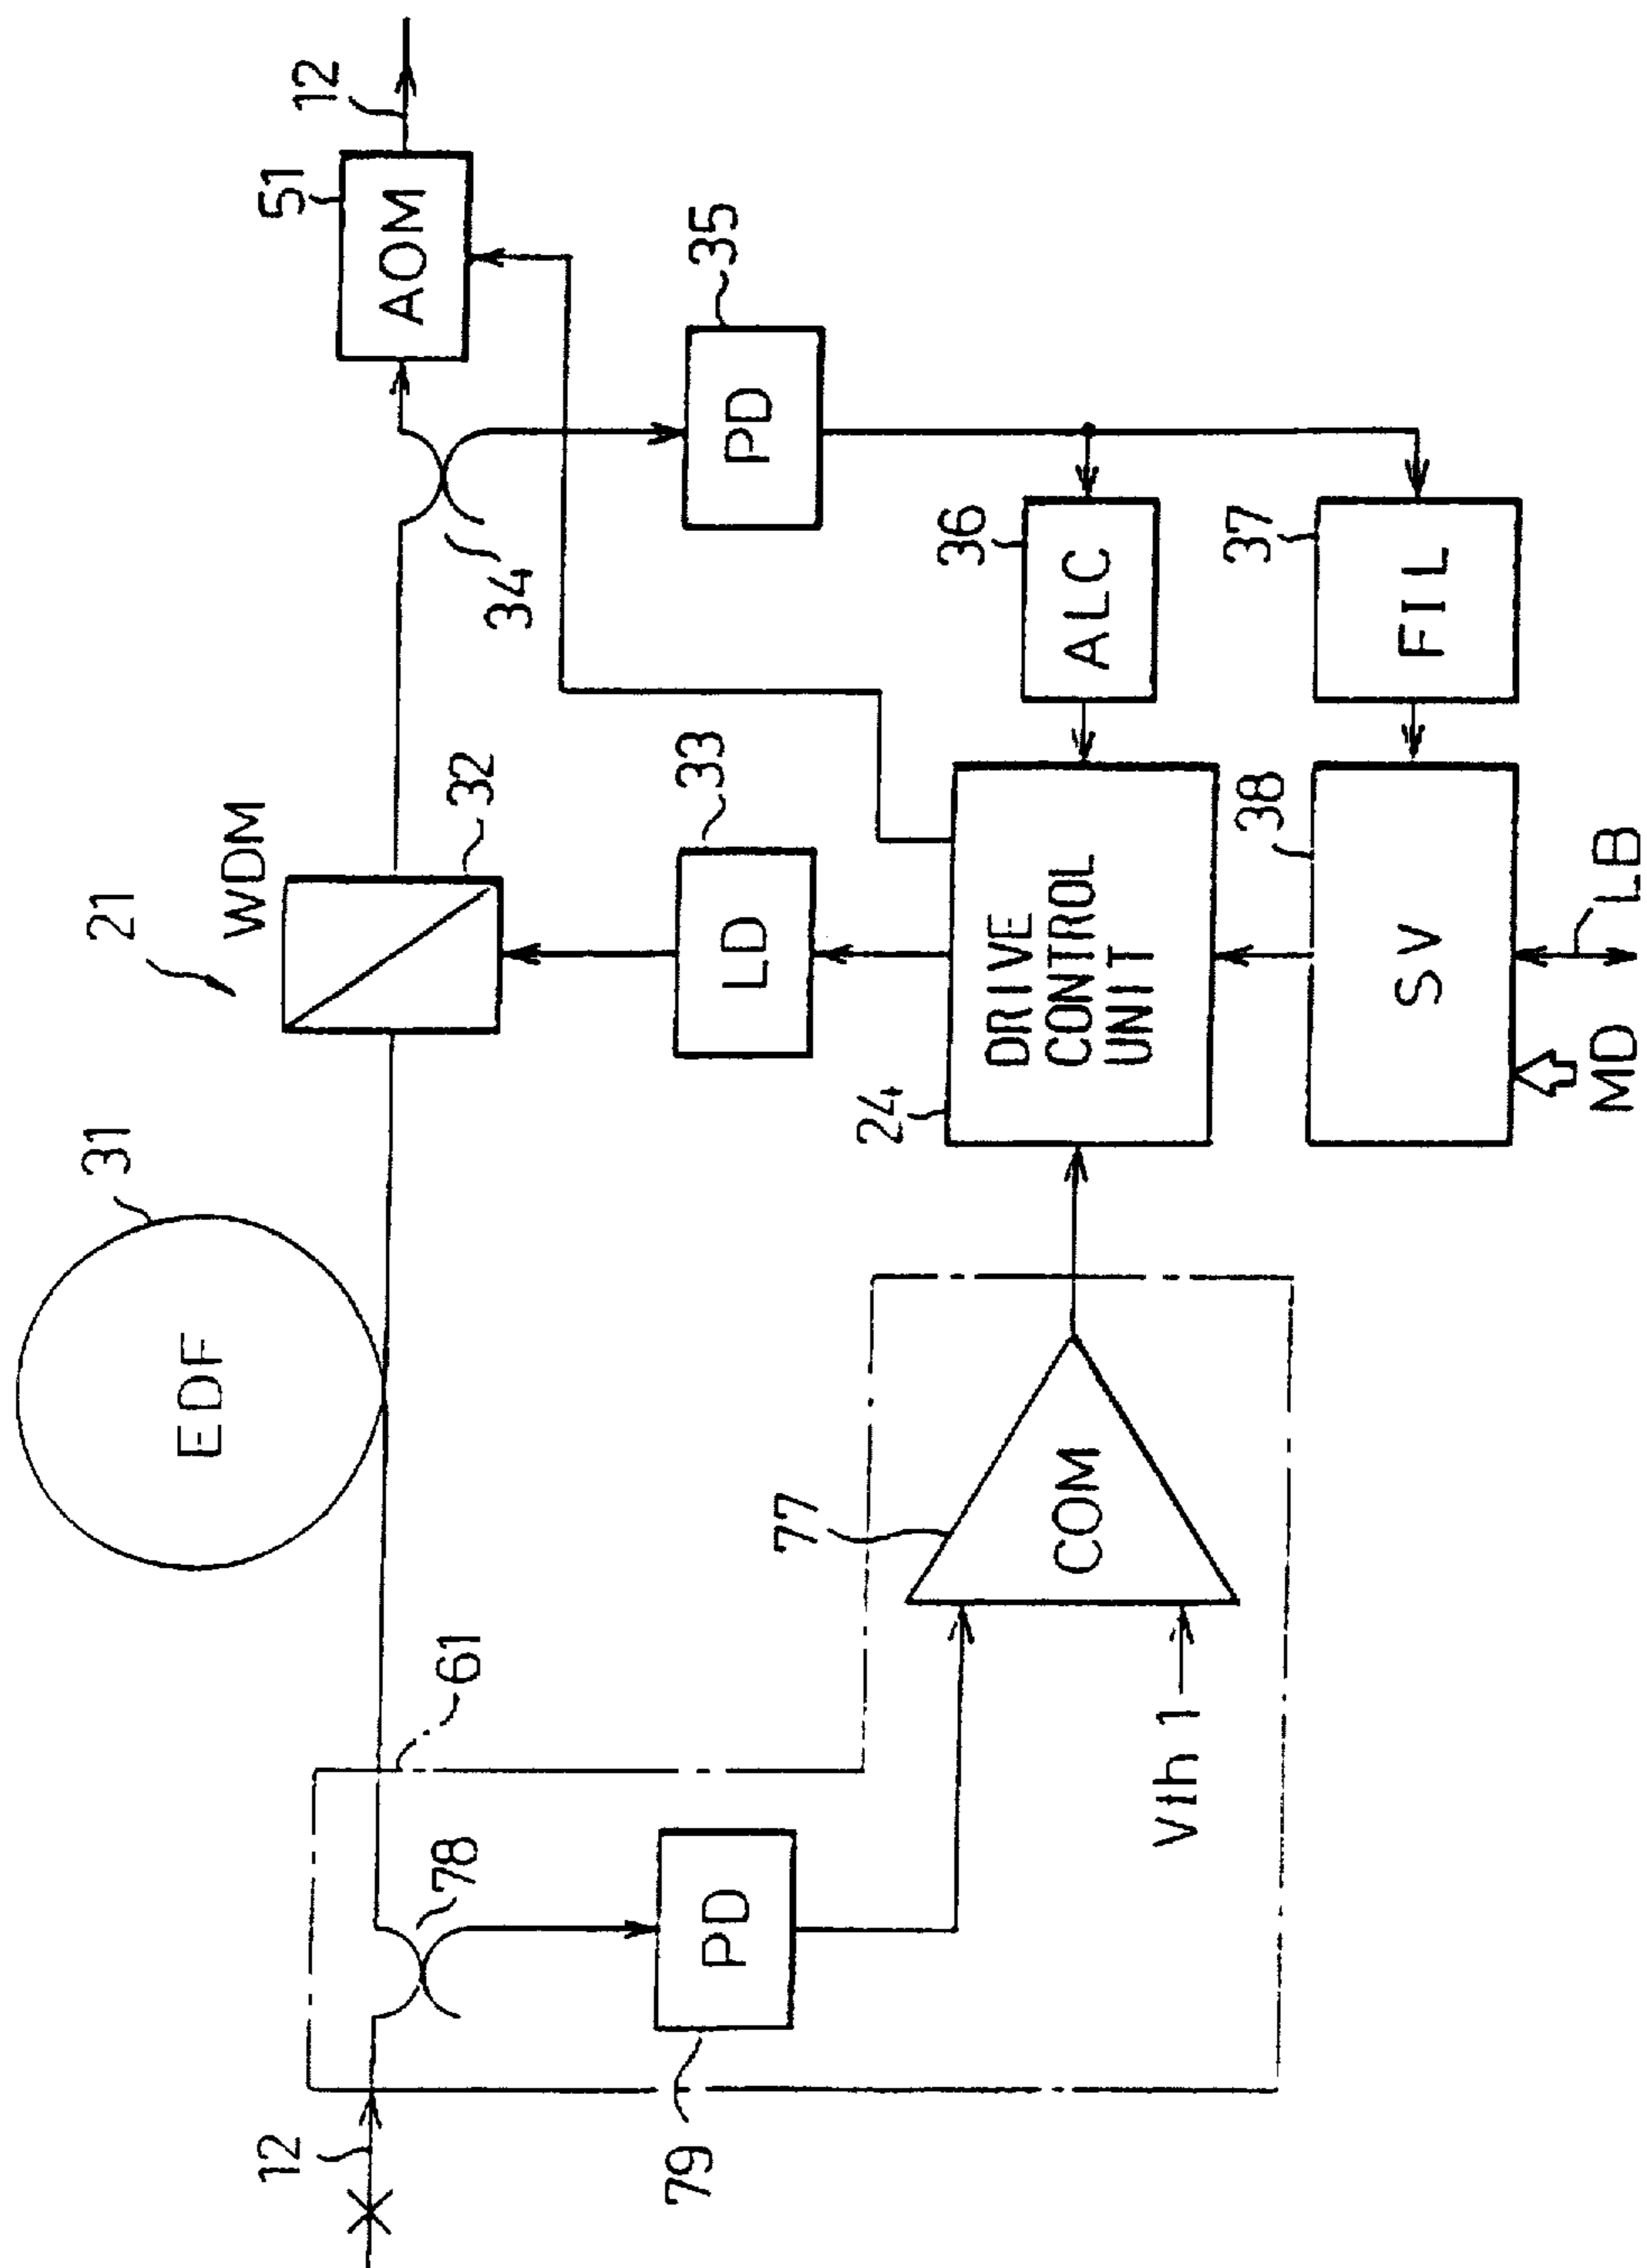 12
78
61
79
PD
Vth 1
77
COM
EDF
31
21
WDM
32
33
LD
24
DRIVE
CONTROL
UNIT
38
SV
MD
LB
34
35
PD
36
ALC
37
FIL
51
AOM
12